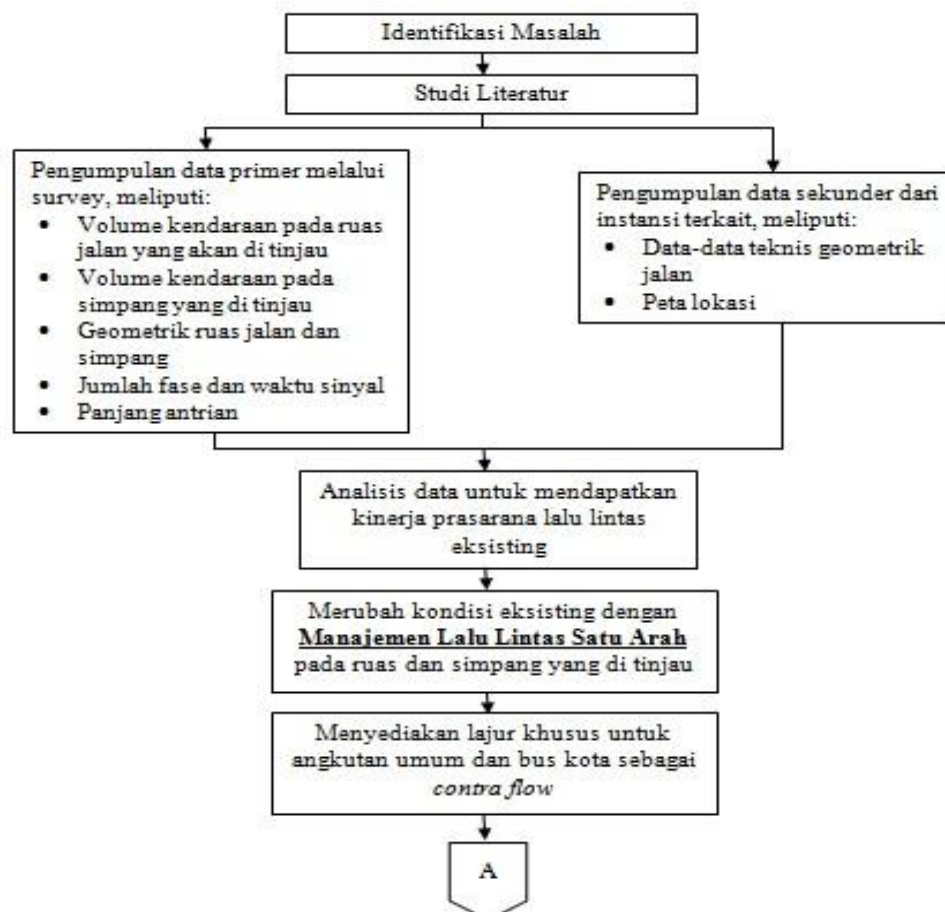 Identifikasi Masalah
Studi Literatur
Pengumpulan data primer melalui
survey, meliputi:
• Volume kendaraan pada ruas
jalan yang akan di tinjau
• Volume kendaraan pada
simpang yang di tinjau
• Geometrik ruas jalan dan
simpang
• Jumlah fase dan waktu sinyal
• Panjang antrian
Pengumpulan data sekunder dari
instansi terkait, meliputi:
• Data-data teknis geometrik
jalan
• Peta lokasi
Analisis data untuk mendapatkan
kinerja prasarana lalu lintas
eksisting
Merubah kondisi eksisting dengan
Manajemen Lalu Lintas Satu Arah
pada ruas dan simpang yang di tinjau
Menyediakan lajur khusus untuk
angkutan umum dan bus kota sebagai
contra flow
A